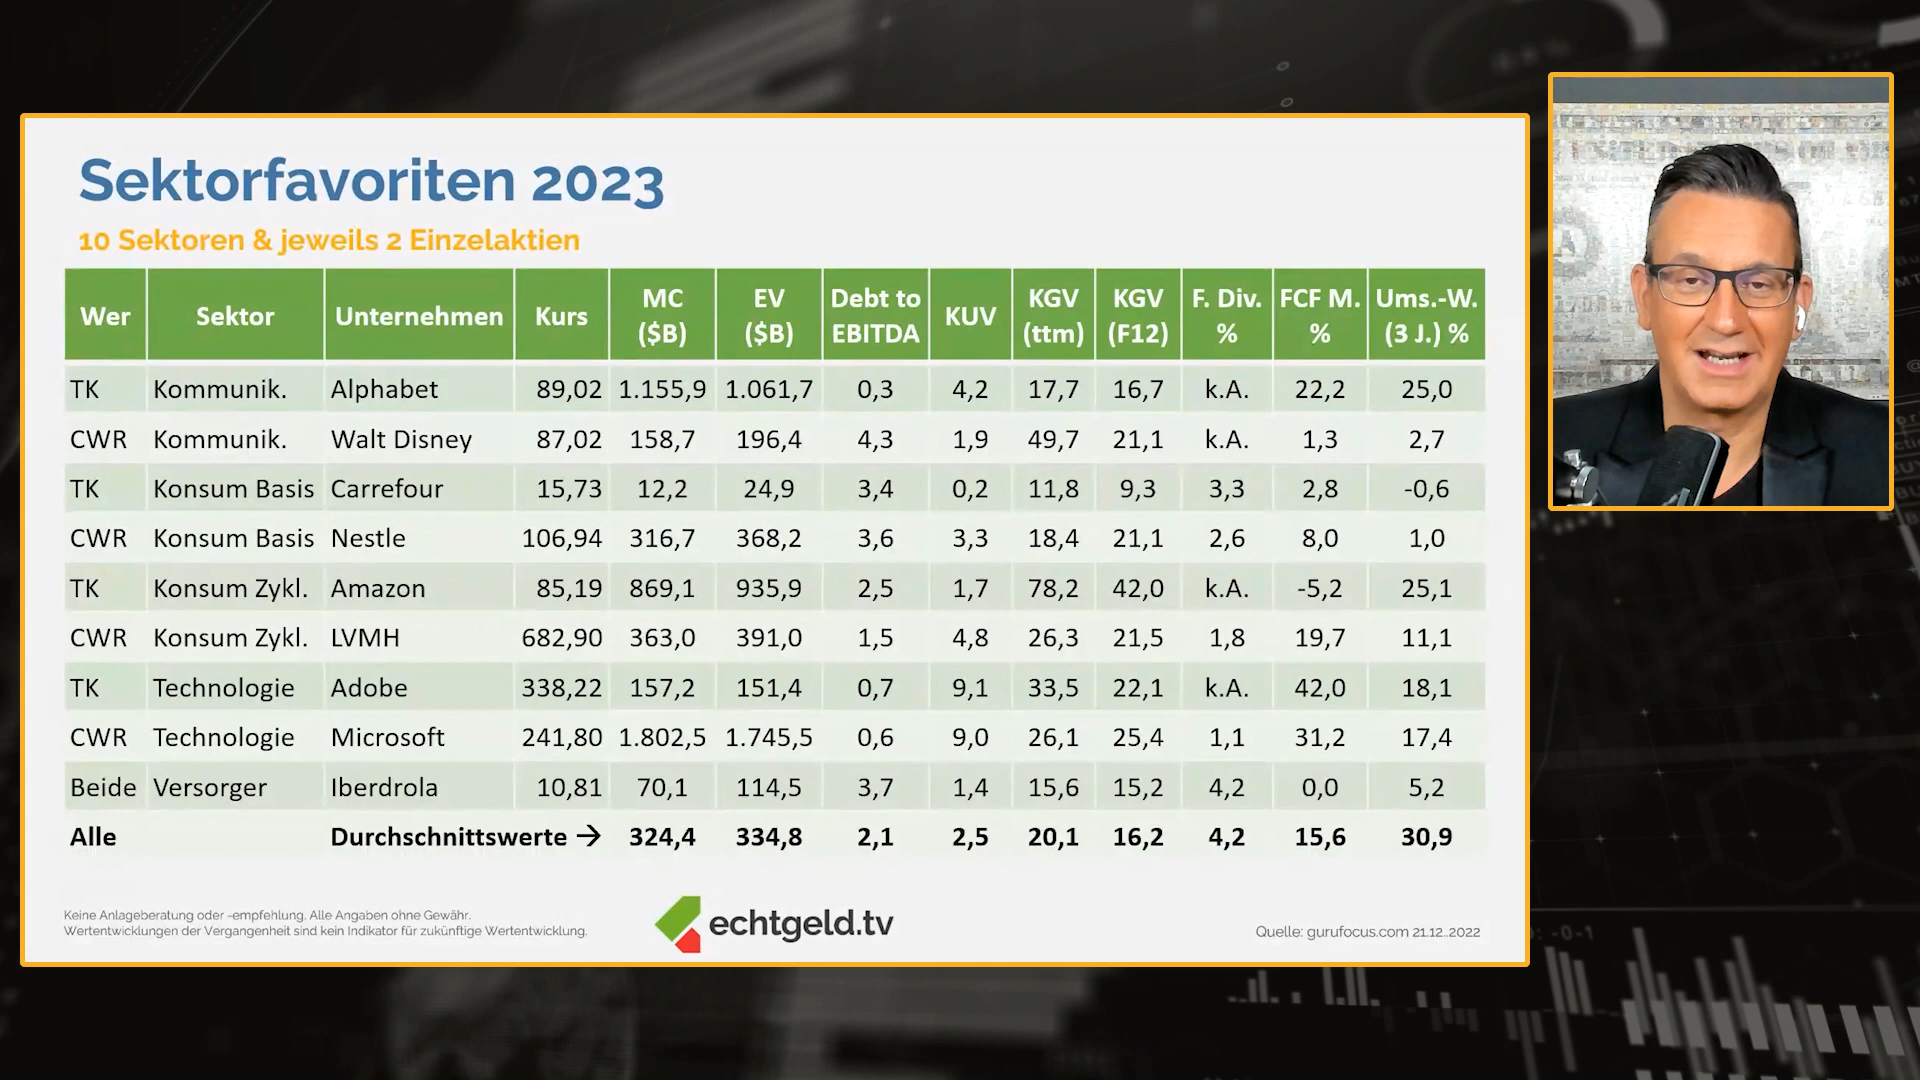 Sektorfavoriten 2023
10 Sektoren & jeweils 2 Einzelaktien
Wer Sektor Unternehmen Kurs MC ($B) EV ($B) Debt to EBITDA KUV KGV (ttm) KGV (F12) F. Div. % FCF M. % Ums.-W. (3 J.) %
TK Kommunik. Alphabet 89,02 1.155,9 1.061,7 0,3 4,2 17,7 16,7 k.A. 22,2 25,0
CWR Kommunik. Walt Disney 87,02 158,7 196,4 4,3 1,9 49,7 21,1 k.A. 1,3 2,7
TK Konsum Basis Carrefour 15,73 12,2 24,9 3,4 0,2 11,8 9,3 3,3 2,8 -0,6
CWR Konsum Basis Nestle 106,94 316,7 368,2 3,6 3,3 18,4 21,1 2,6 8,0 1,0
TK Konsum Zykl. Amazon 85,19 869,1 935,9 2,5 1,7 78,2 42,0 k.A. -5,2 25,1
CWR Konsum Zykl. LVMH 682,90 363,0 391,0 1,5 4,8 26,3 21,5 1,8 19,7 11,1
TK Technologie Adobe 338,22 157,2 151,4 0,7 9,1 33,5 22,1 k.A. 42,0 18,1
CWR Technologie Microsoft 241,80 1.802,5 1.745,5 0,6 9,0 26,1 25,4 1,1 31,2 17,4
Beide Versorger Iberdrola 10,81 70,1 114,5 3,7 1,4 15,6 15,2 4,2 0,0 5,2
Alle Durchschnittswerte → 324,4 334,8 2,1 2,5 20,1 16,2 4,2 15,6 30,9
Keine Anlageberatung oder -empfehlung. Alle Angaben ohne Gewähr.
Wertentwicklungen der Vergangenheit sind kein Indikator für zukünftige Wertentwicklung.
echtgeld.tv
Quelle: gurufocus.com 21.12..2022